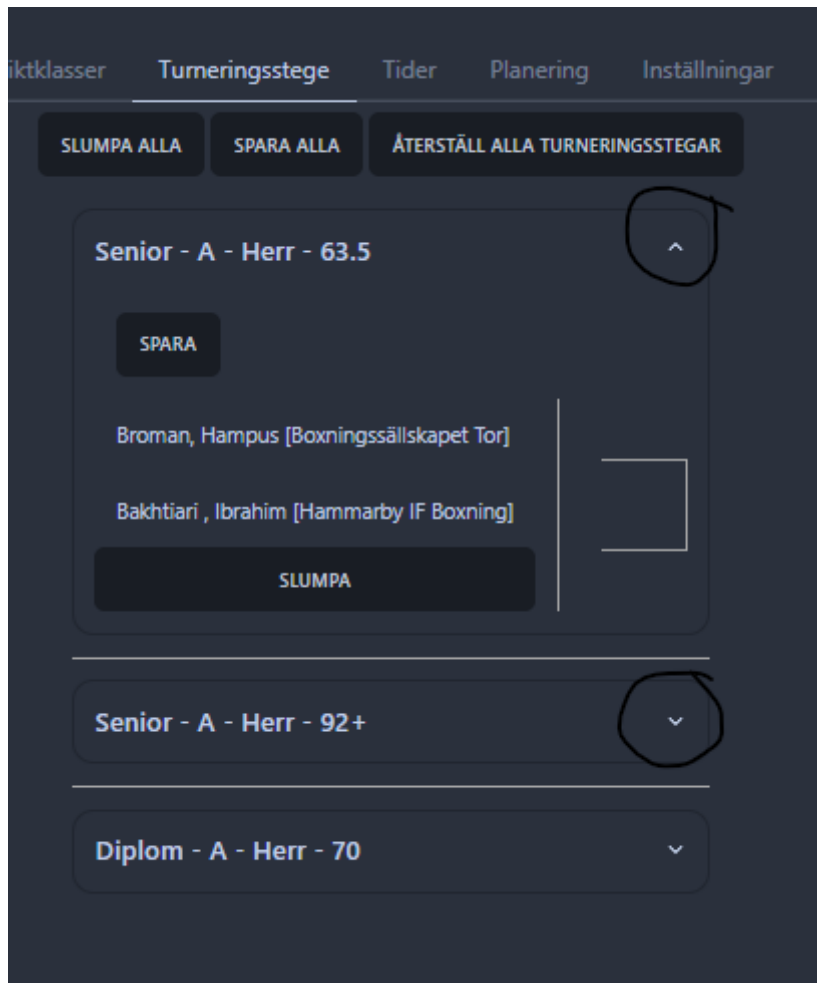 iktklasser Turneringsstege Tider Planering Inställningar
SLUMPA ALLA SPARA ALLA ÅTERSTÄLL ALLA TURNERINGSSTEGAR
Senior - A - Herr - 63.5
SPARA
Broman, Hampus [Boxningssällskapet Tor]
Bakhtiari , Ibrahim [Hammarby IF Boxning]
SLUMPA
Senior - A - Herr - 92+
Diplom - A - Herr - 70